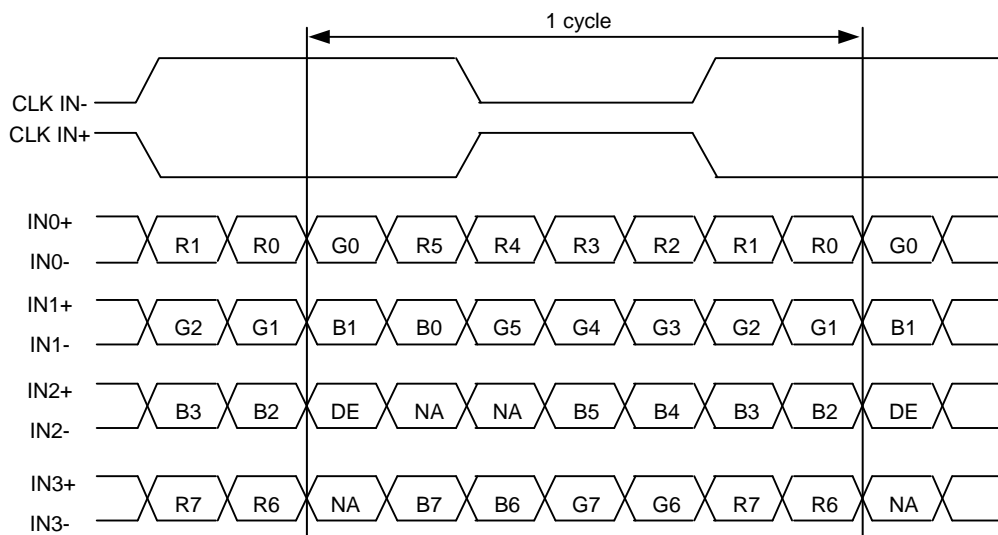 1 cycle
CLK IN-
CLK IN+
IN0+
R1 R0 G0 R5 R4 R3 R2 R1 R0 G0
IN0-
IN1+
G2 G1 B1 B0 G5 G4 G3 G2 G1 B1
IN1-
IN2+
B3 B2 DE NA NA B5 B4 B3 B2 DE
IN2-
IN3+
R7 R6 NA B7 B6 G7 G6 R7 R6 NA
IN3-